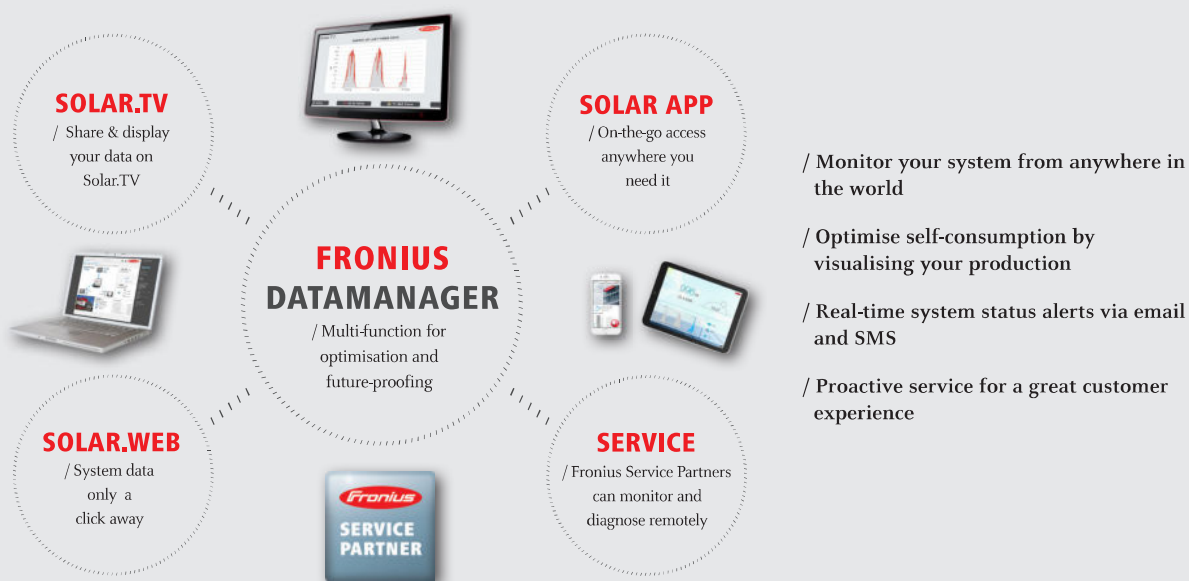 SOLAR.TV
/ Share & display
your data on
Solar.TV
SOLAR APP
/ On-the-go access
anywhere you
need it
FRONIUS
DATAMANAGER
/ Multi-function for
optimisation and
future-proofing
SOLAR.WEB
/ System data
only a
click away
SERVICE
/ Fronius Service Partners
can monitor and
diagnose remotely
Fronius
SERVICE
PARTNER
/ Monitor your system from anywhere in
the world
/ Optimise self-consumption by
visualising your production
/ Real-time system status alerts via email
and SMS
/ Proactive service for a great customer
experience